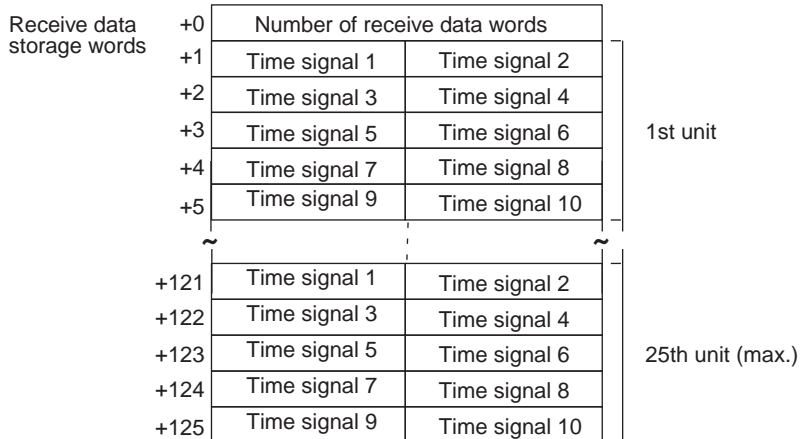 Receive data
storage words
+0 Number of receive data words
+1 Time signal 1 Time signal 2
+2 Time signal 3 Time signal 4
+3 Time signal 5 Time signal 6
1st unit
+4 Time signal 7 Time signal 8
+5 Time signal 9 Time signal 10
~ ~
+121 Time signal 1 Time signal 2
+122 Time signal 3 Time signal 4
+123 Time signal 5 Time signal 6
25th unit (max.)
+124 Time signal 7 Time signal 8
+125 Time signal 9 Time signal 10